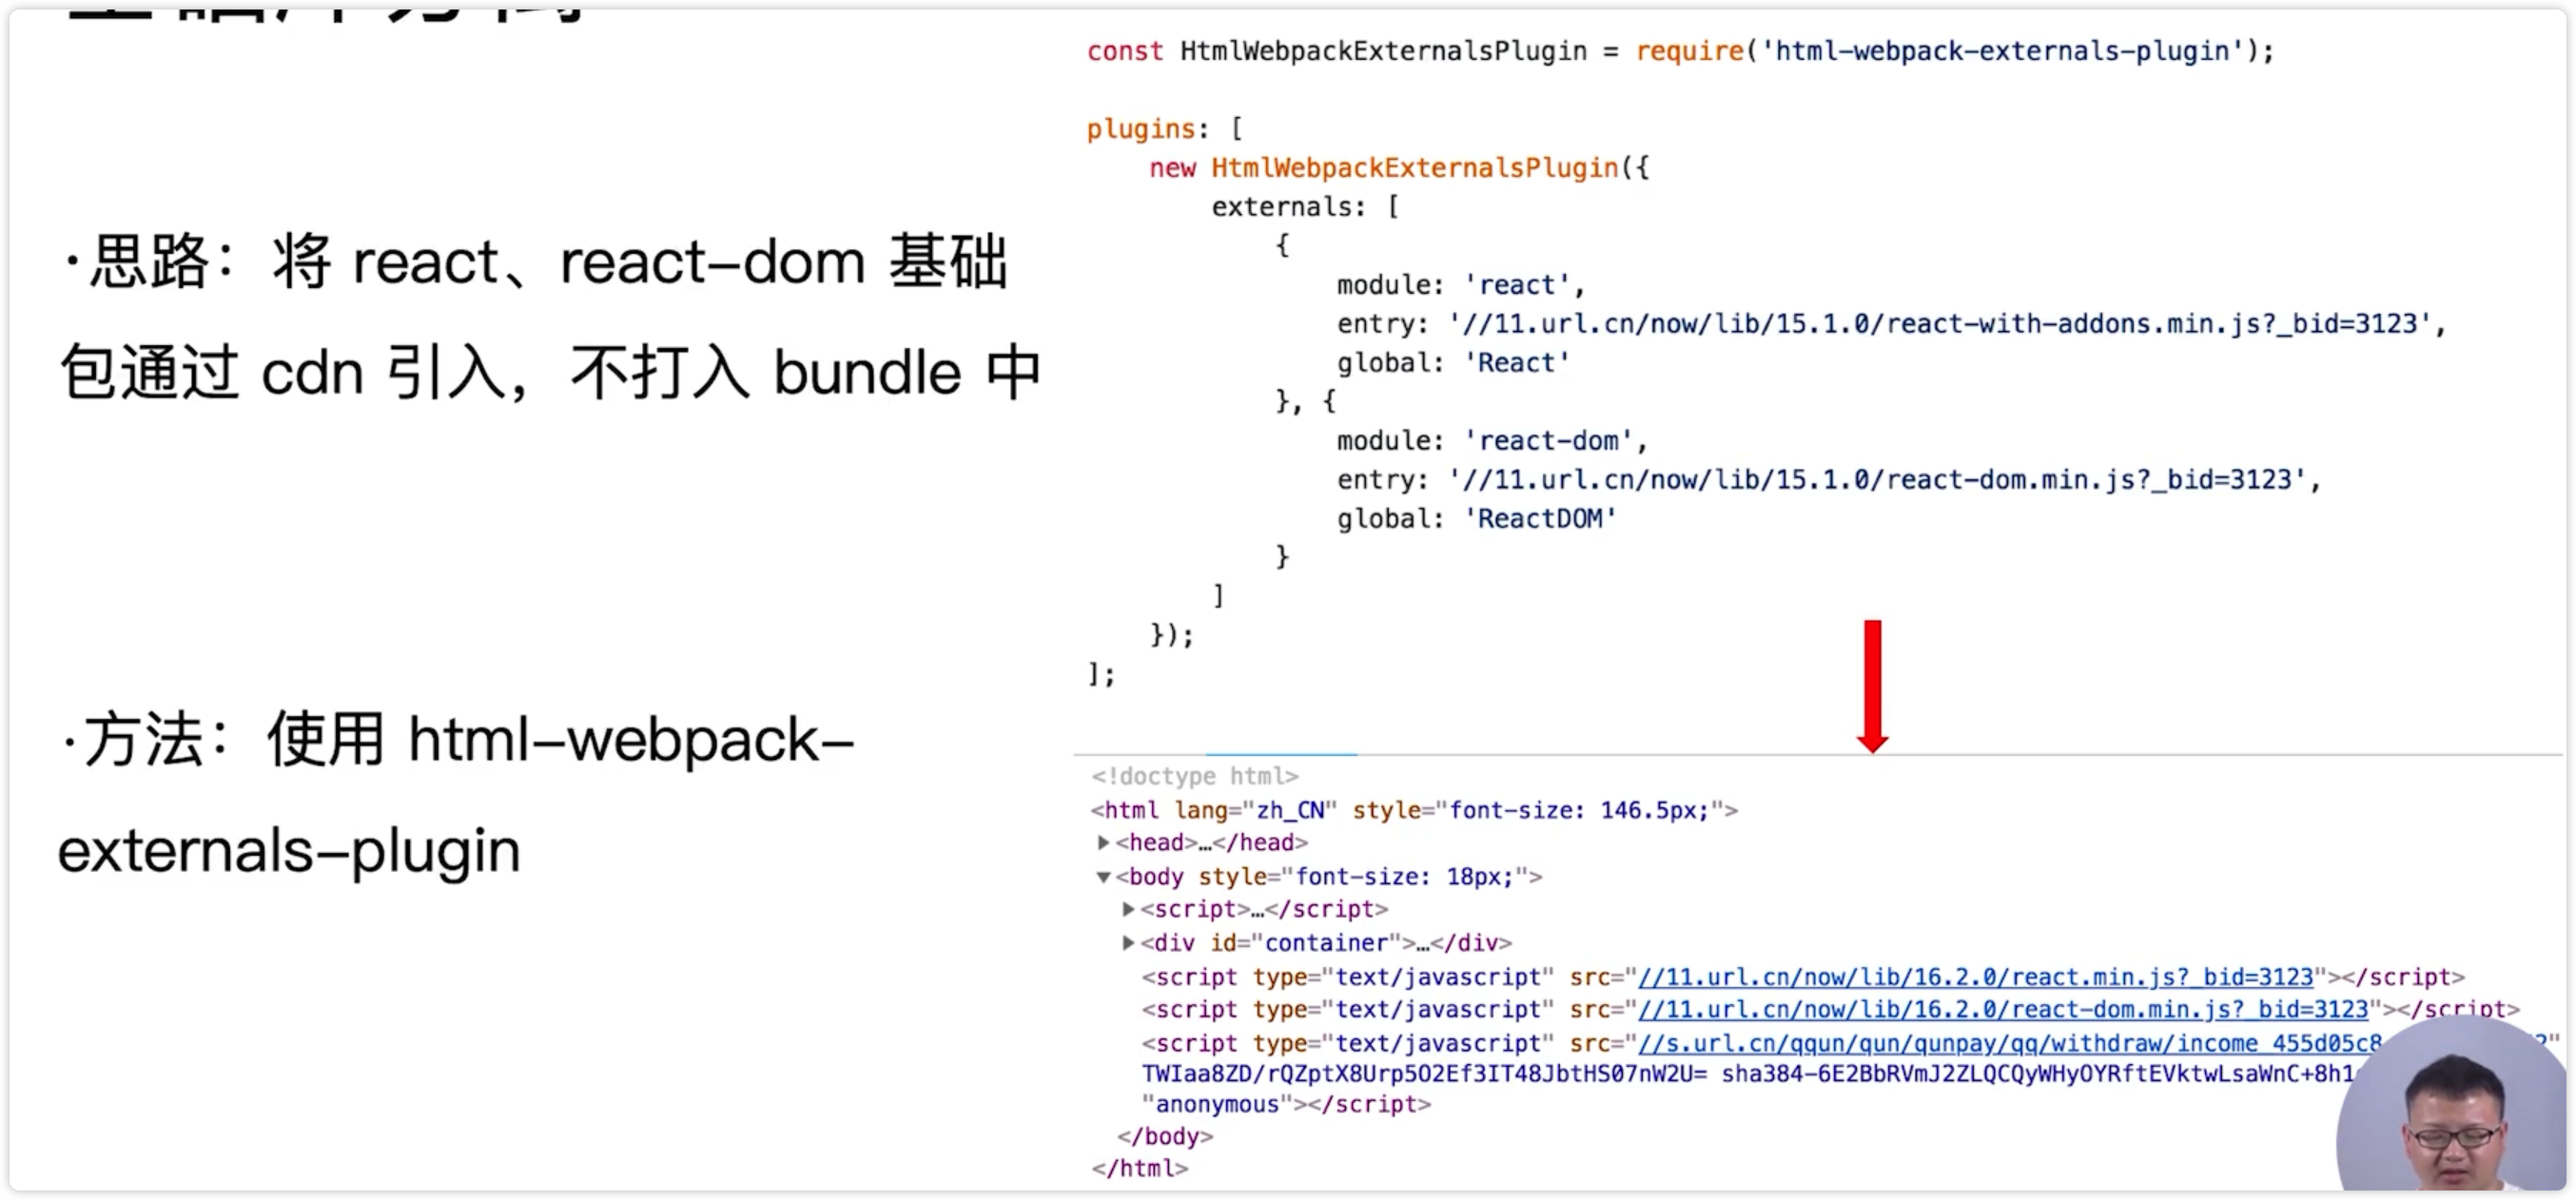 ·思路：将 react、react-dom 基础
包通过 cdn 引入，不打入 bundle 中
·方法：使用 html-webpack-
externals-plugin
const HtmlWebpackExternalsPlugin = require('html-webpack-externals-plugin');
plugins: [
new HtmlWebpackExternalsPlugin({
externals: [
{
module: 'react',
entry: '//11.url.cn/now/lib/15.1.0/react-with-addons.min.js?_bid=3123',
global: 'React'
}, {
module: 'react-dom',
entry: '//11.url.cn/now/lib/15.1.0/react-dom.min.js?_bid=3123',
global: 'ReactDOM'
}
]
});
];
<!doctype html>
<html lang="zh_CN" style="font-size: 146.5px;">
<head>…</head>
<body style="font-size: 18px;">
<script>…</script>
<div id="container">…</div>
<script type="text/javascript" src="//11.url.cn/now/lib/16.2.0/react.min.js?_bid=3123"></script>
<script type="text/javascript" src="//11.url.cn/now/lib/16.2.0/react-dom.min.js?_bid=3123"></script>
<script type="text/javascript" src="//s.url.cn/qqun/qun/qunpay/qq/withdraw/income_455d05c8
TWIaa8ZD/rQZptX8Urp5O2Ef3IT48JbtHS07nW2U= sha384-6E2BbRVmJ2ZLQCQyWHyOYRftEVktwLsaWnC+8h1
"anonymous"></script>
</body>
</html>